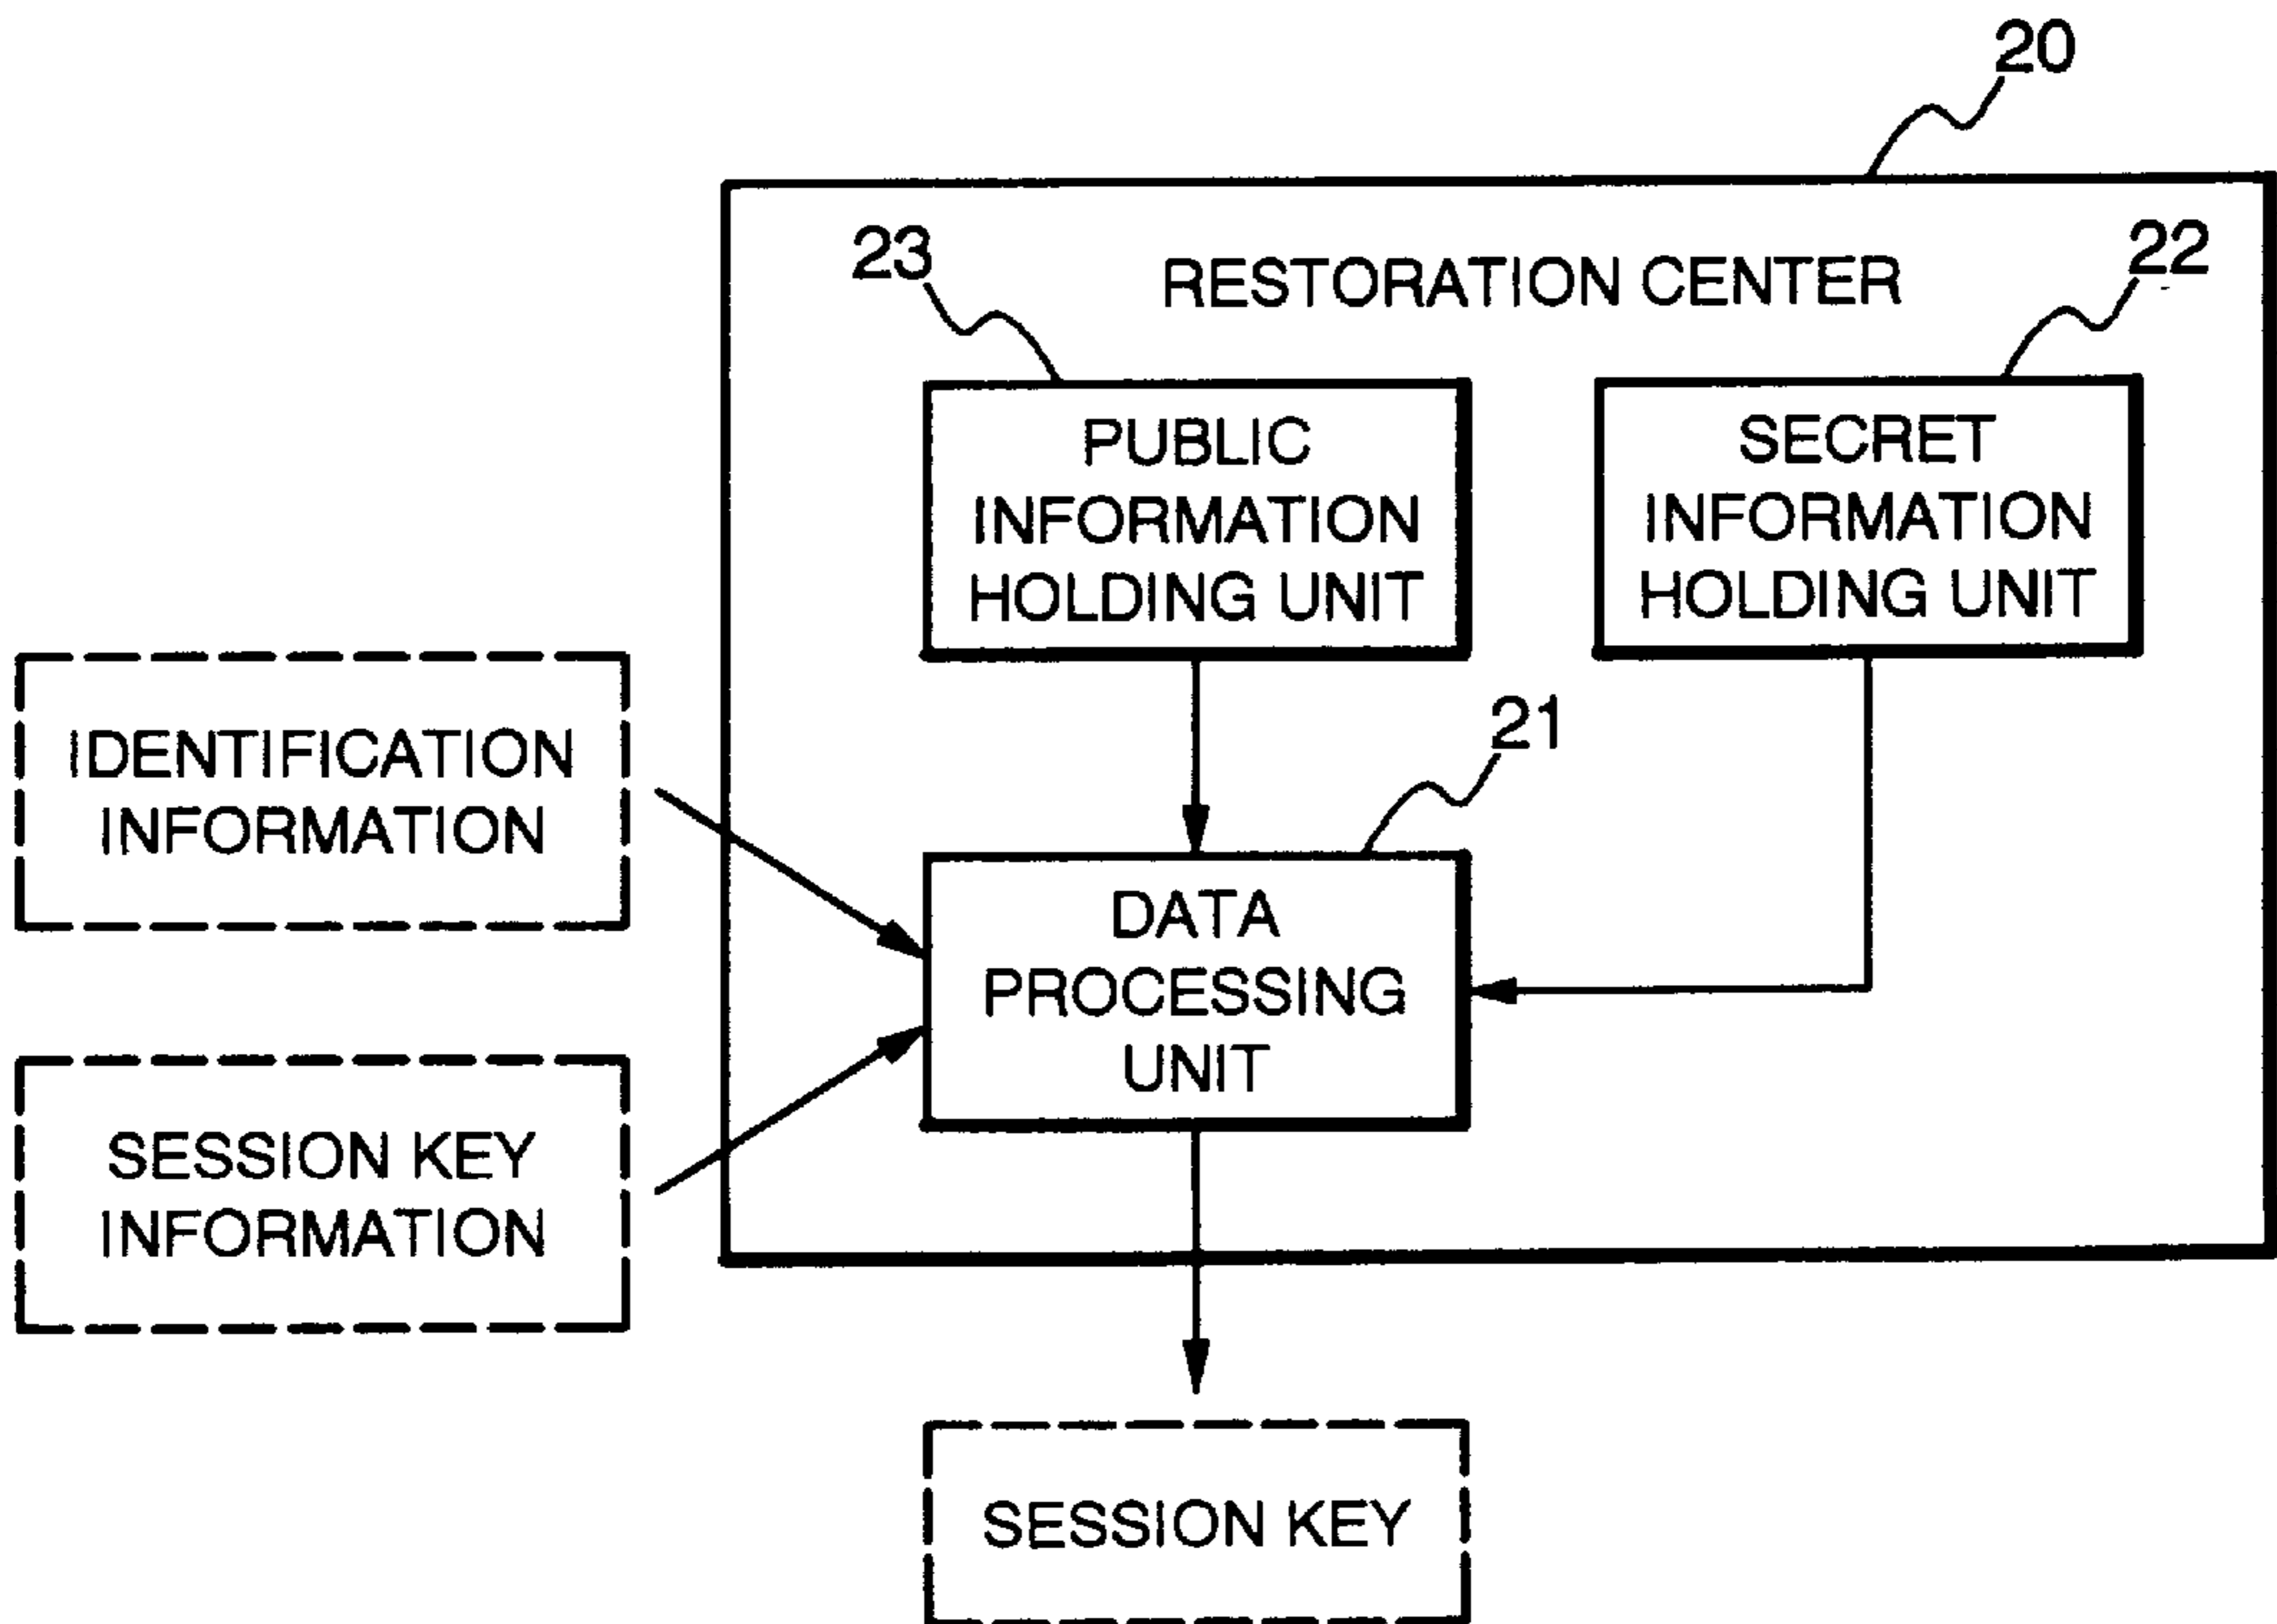 20
23
RESTORATION CENTER
22
PUBLIC
INFORMATION
HOLDING UNIT
SECRET
INFORMATION
HOLDING UNIT
IDENTIFICATION
INFORMATION
21
DATA
PROCESSING
UNIT
SESSION KEY
INFORMATION
SESSION KEY